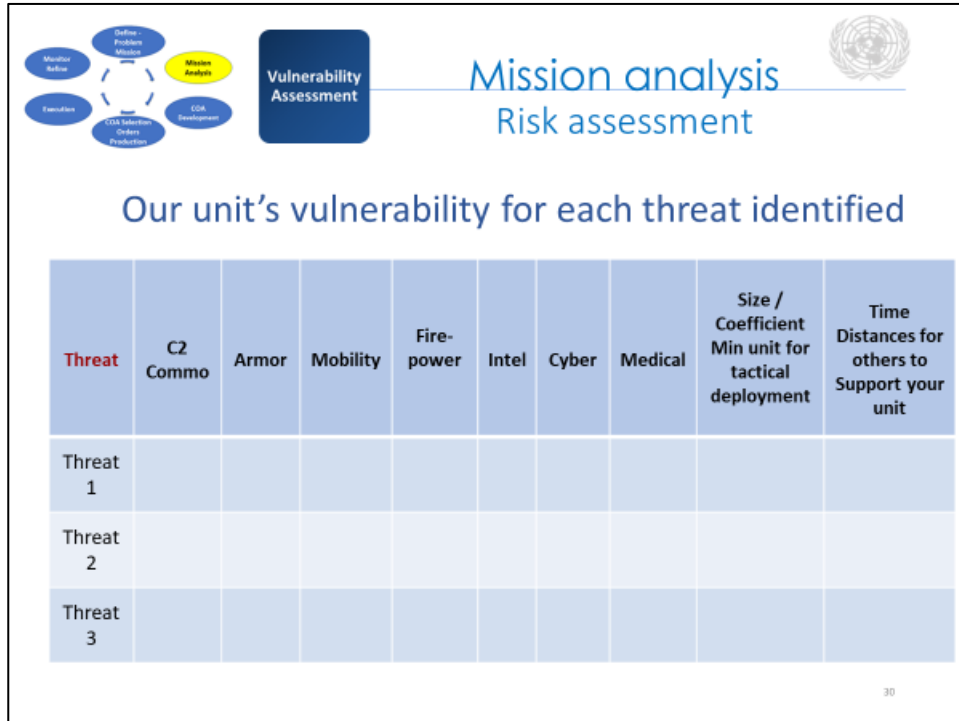 Define -
Problem
Mission
Monitor
Refine
Mission
Analysis
Execution
COA
Development
COA Selection
Orders
Production
Vulnerability
Assessment
Mission analysis
Risk assessment
Our unit's vulnerability for each threat identified
Threat
C2
Commo
Armor
Mobility
Fire-
power
Intel
Cyber
Medical
Size /
Coefficient
Min unit for
tactical
deployment
Time
Distances for
others to
Support your
unit
Threat
1
Threat
2
Threat
3
30